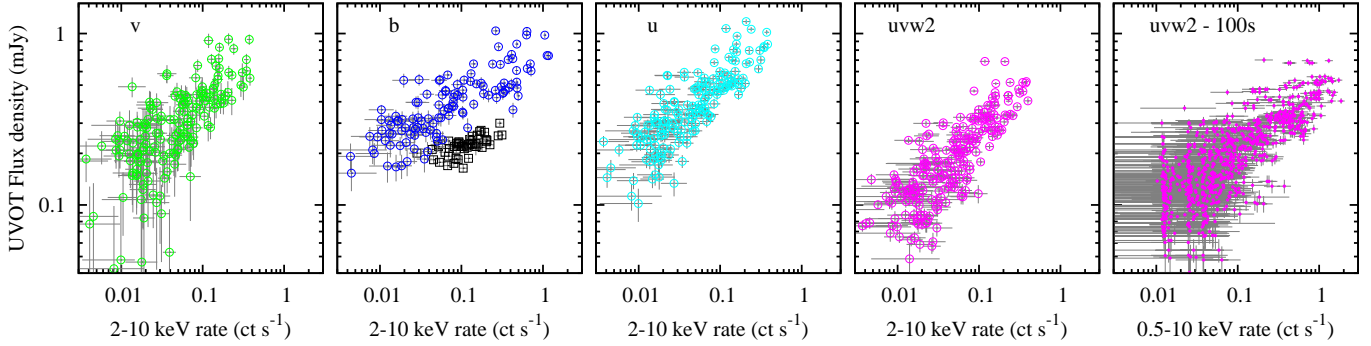 v b u uvw2 uvw2 - 100s
UVOT Flux density (mJy)
1
0.1
0.01 0.1 1 0.01 0.1 1 0.01 0.1 1 0.01 0.1 1 0.01 0.1 1
2-10 keV rate (ct s⁻¹) 2-10 keV rate (ct s⁻¹) 2-10 keV rate (ct s⁻¹) 2-10 keV rate (ct s⁻¹) 0.5-10 keV rate (ct s⁻¹)